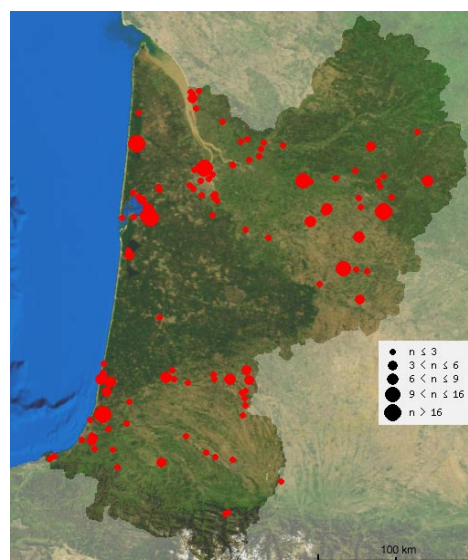 n ≤ 3
3 < n ≤ 6
6 < n ≤ 9
9 < n ≤ 16
n > 16
100 km